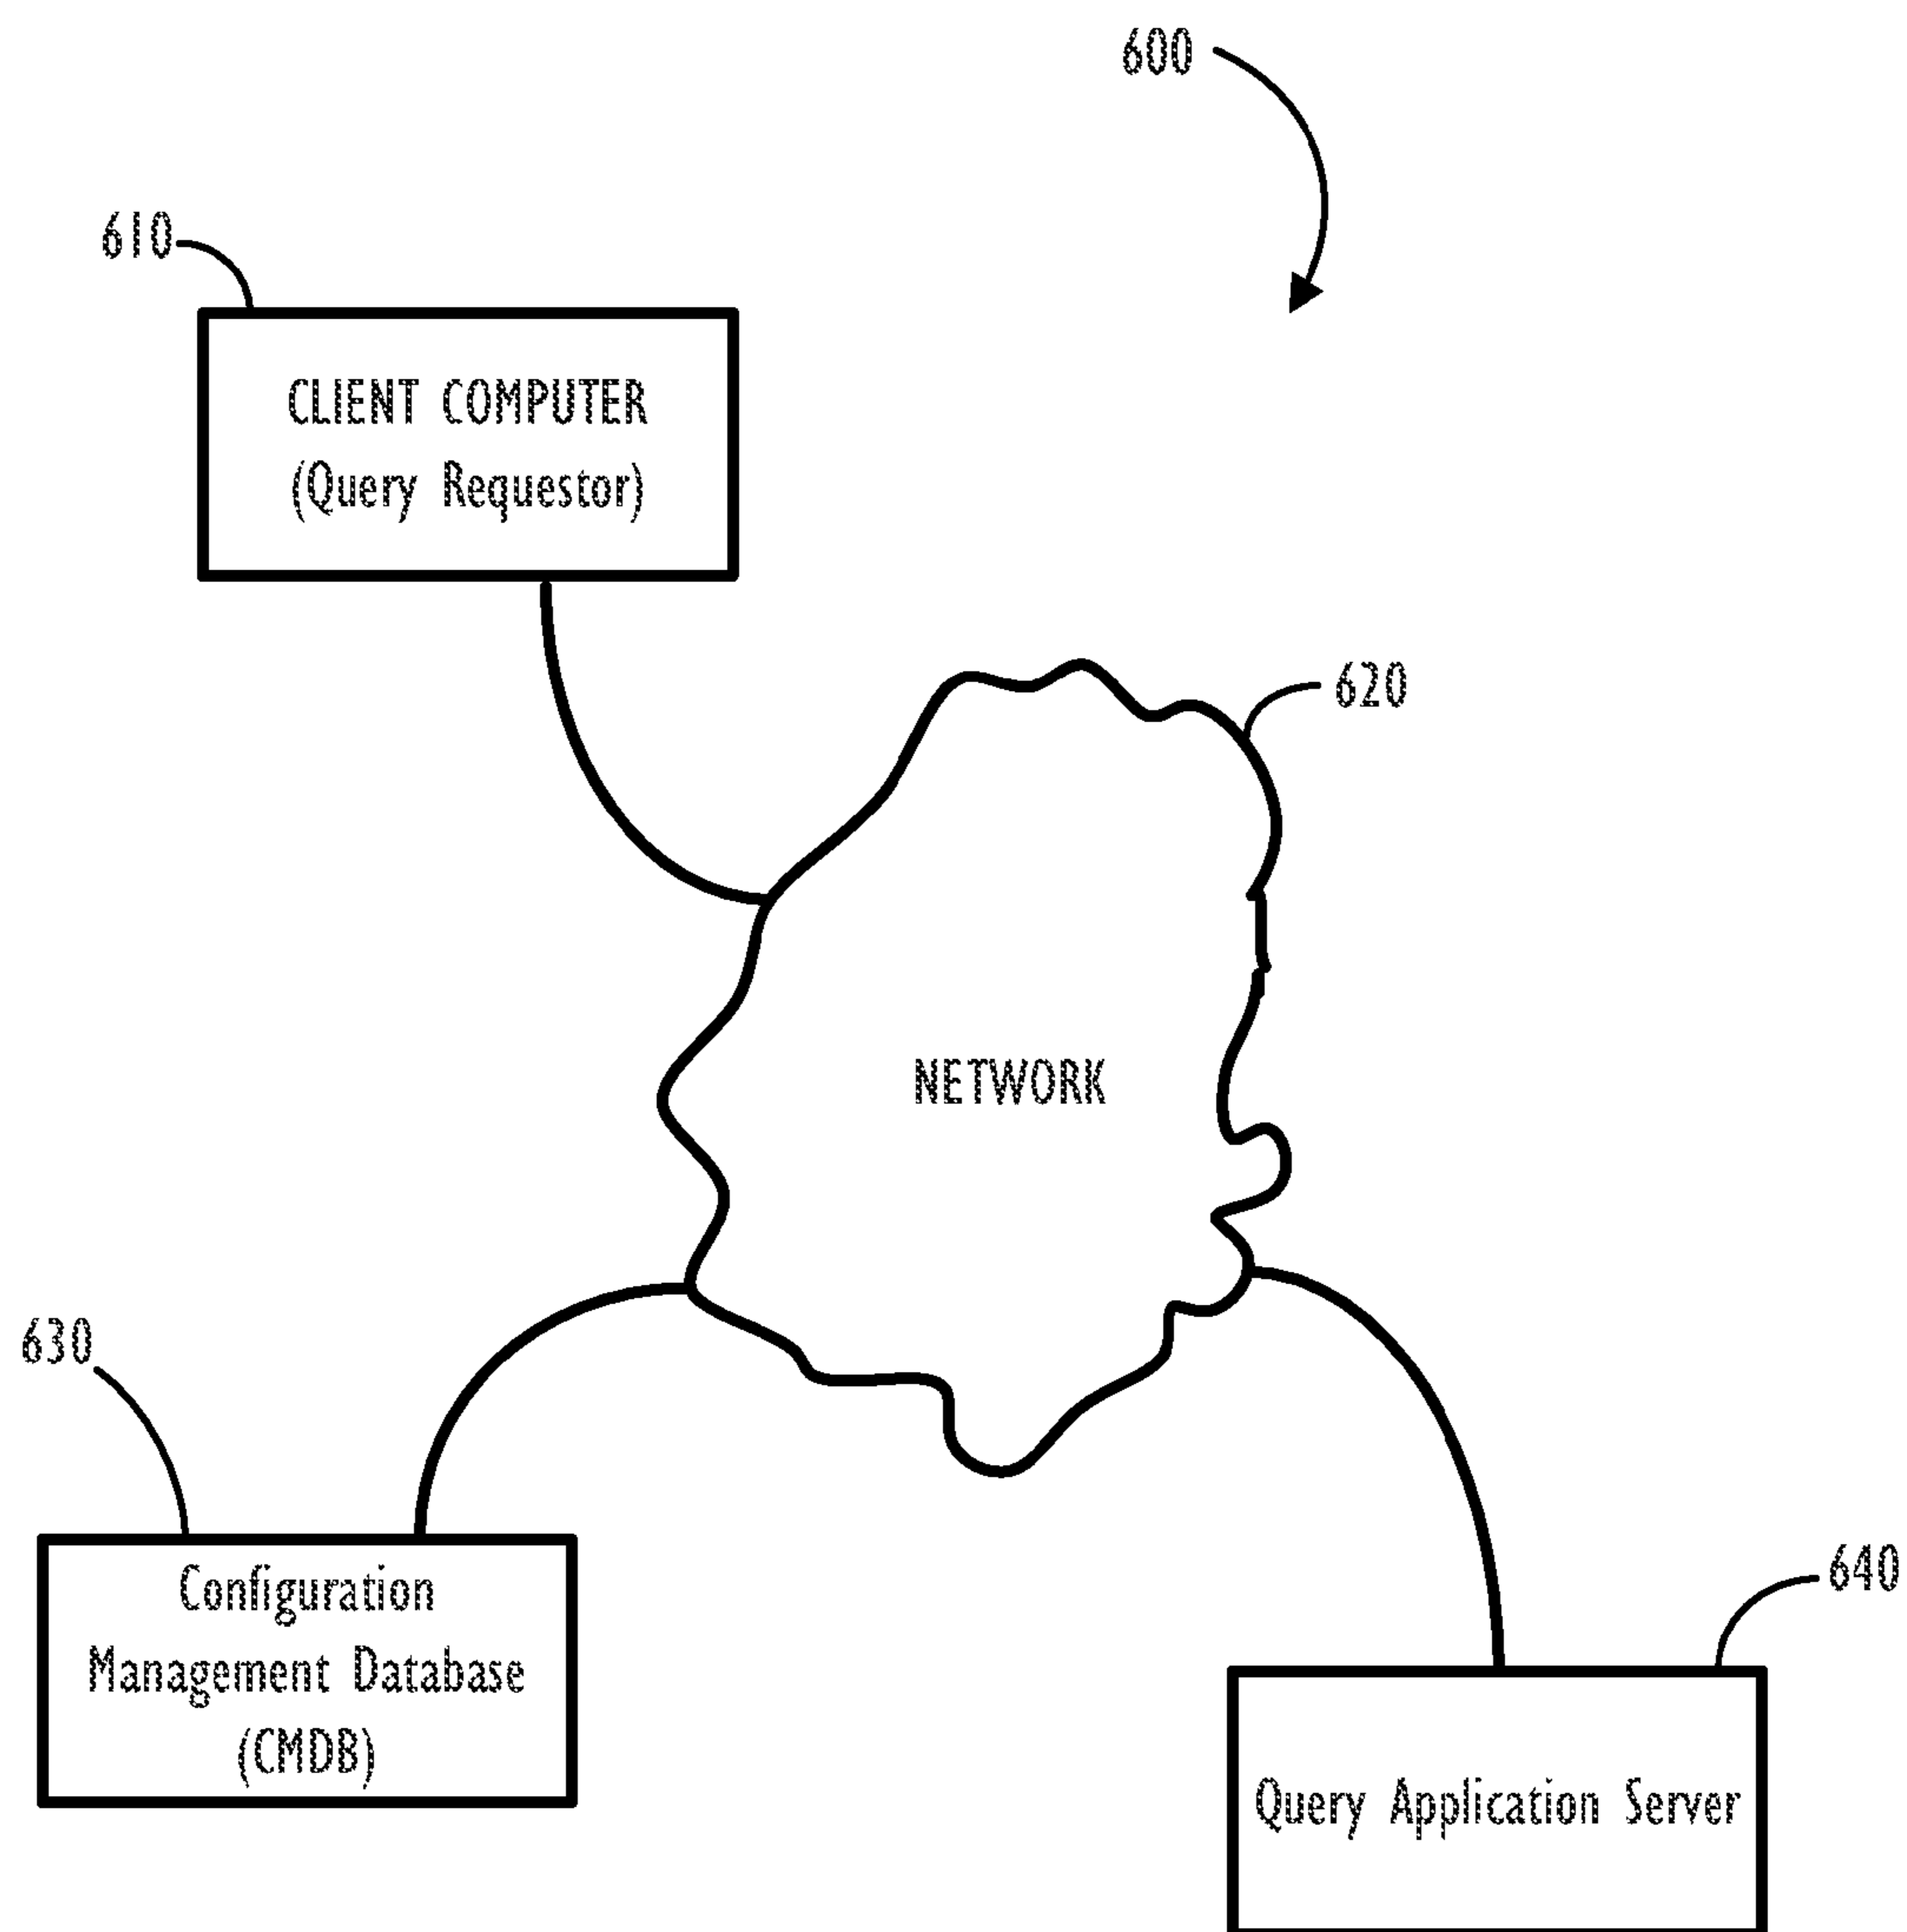 600
610
CLIENT COMPUTER
(Query Requestor)
620
NETWORK
630
Configuration
Management Database
(CMDB)
640
Query Application Server